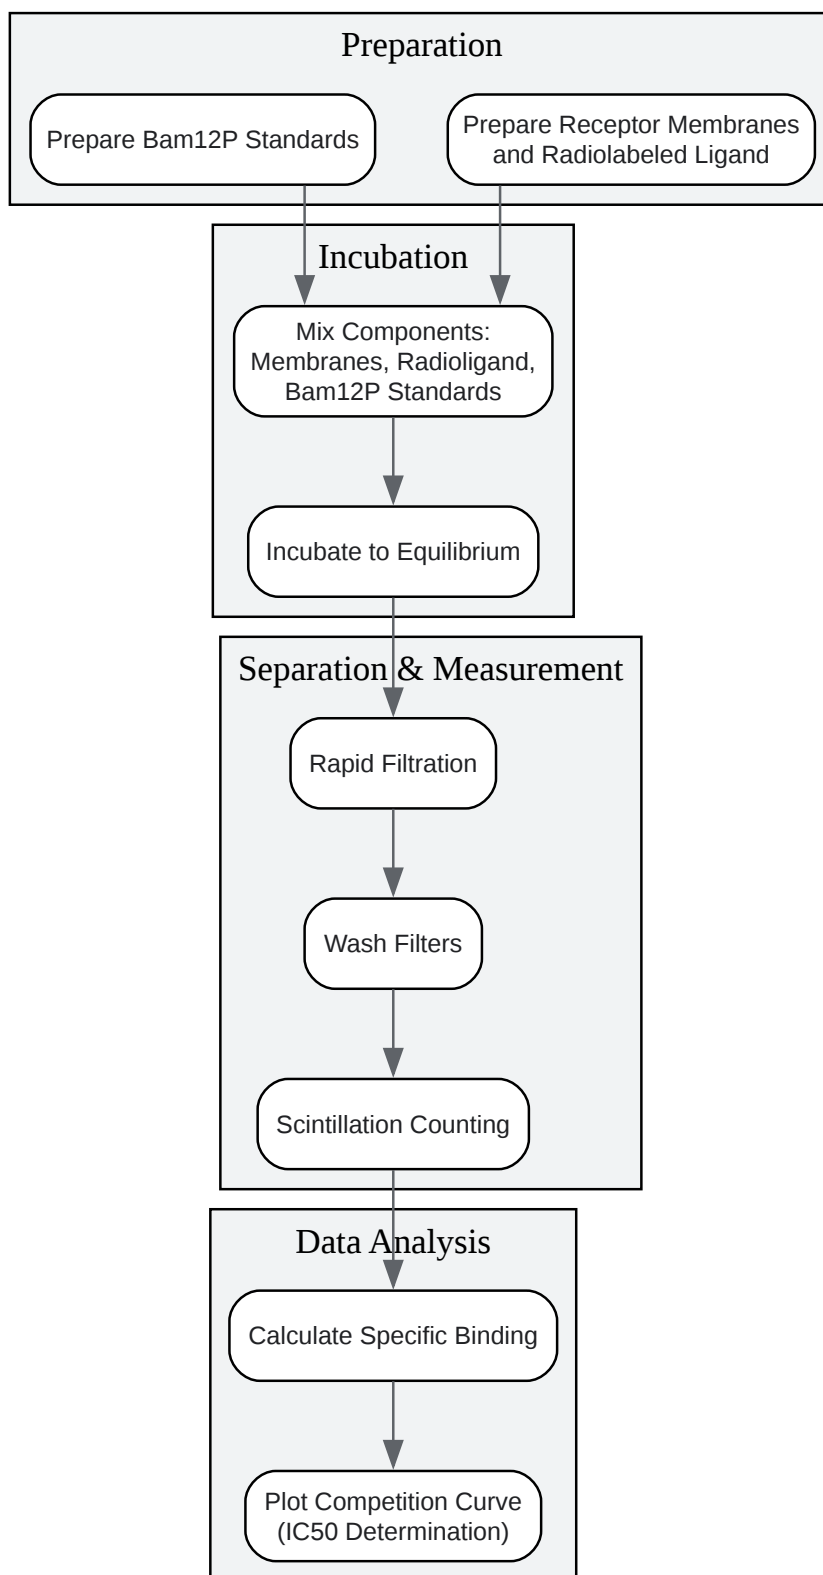 Preparation
Prepare Bam12P Standards
Prepare Receptor Membranes
and Radiolabeled Ligand
Incubation
Mix Components:
Membranes, Radioligand,
Bam12P Standards
Incubate to Equilibrium
Separation & Measurement
Rapid Filtration
Wash Filters
Scintillation Counting
Data Analysis
Calculate Specific Binding
Plot Competition Curve
(IC50 Determination)